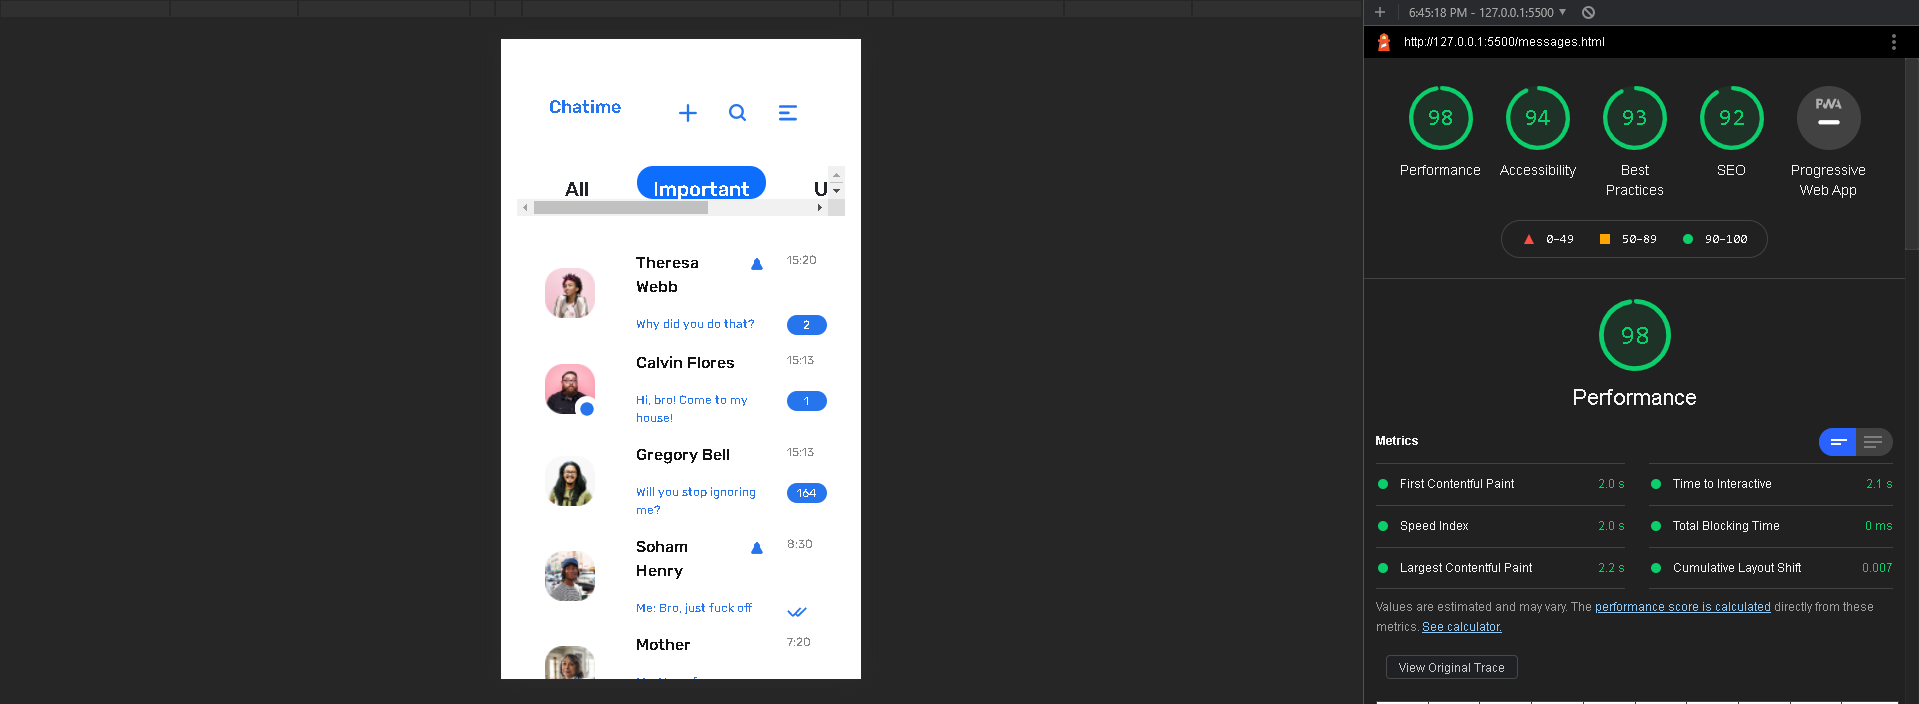 6:45:18 PM - 127.0.0.1:5500
http://127.0.0.1:5500/messages.html
Chatime
All
Important
U
Theresa
Webb
15:20
Why did you do that?
2
Calvin Flores
15:13
Hi, bro! Come to my
house!
1
Gregory Bell
15:13
Will you stop ignoring
me?
164
Soham
Henry
8:30
Me: Bro, just fuck off
Mother
7:20
98
94
93
92
PWA
Performance
Accessibility
Best
Practices
SEO
Progressive
Web App
0–49
50–89
90–100
98
Performance
Metrics
First Contentful Paint
2.0 s
Time to Interactive
2.1 s
Speed Index
2.0 s
Total Blocking Time
0 ms
Largest Contentful Paint
2.2 s
Cumulative Layout Shift
0.007
Values are estimated and may vary. The performance score is calculated directly from these
metrics. See calculator.
View Original Trace